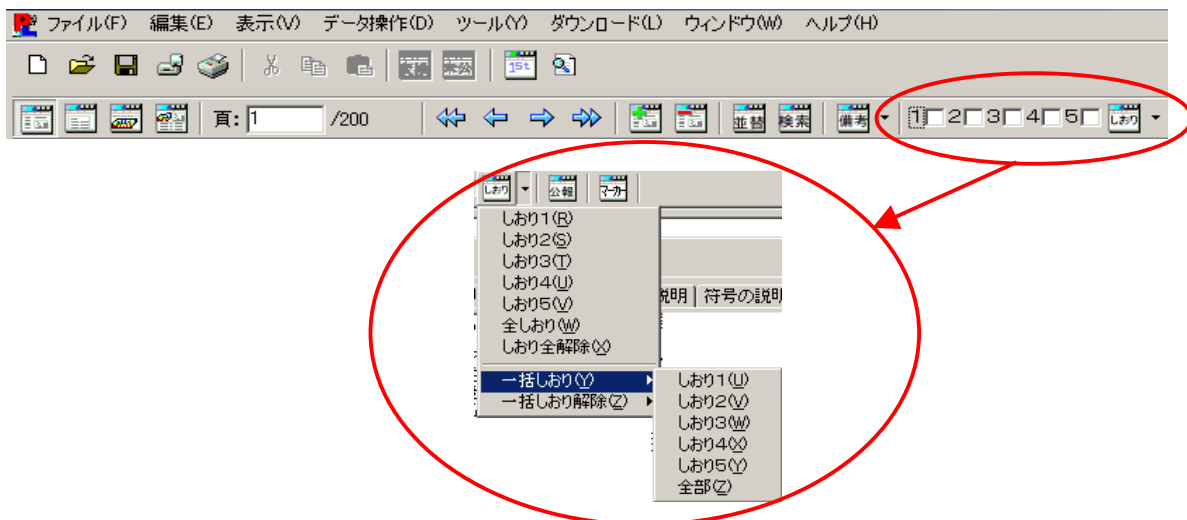 ファイル(F) 編集(E) 表示(V) データ操作(D) ツール(Y) ダウンロード(L) ウィンドウ(W) ヘルプ(H)
1st
頁: 1 /200 並替 検索 備考 1 2 3 4 5 しおり
しおり 公報 マーカー
しおり1(R)
しおり2(S)
しおり3(T)
しおり4(U)
しおり5(V)
説明 符号の説明
全しおり(W)
しおり全解除(X)
一括しおり(Y)
一括しおり解除(Z)
しおり1(U)
しおり2(V)
しおり3(W)
しおり4(X)
しおり5(Y)
全部(Z)